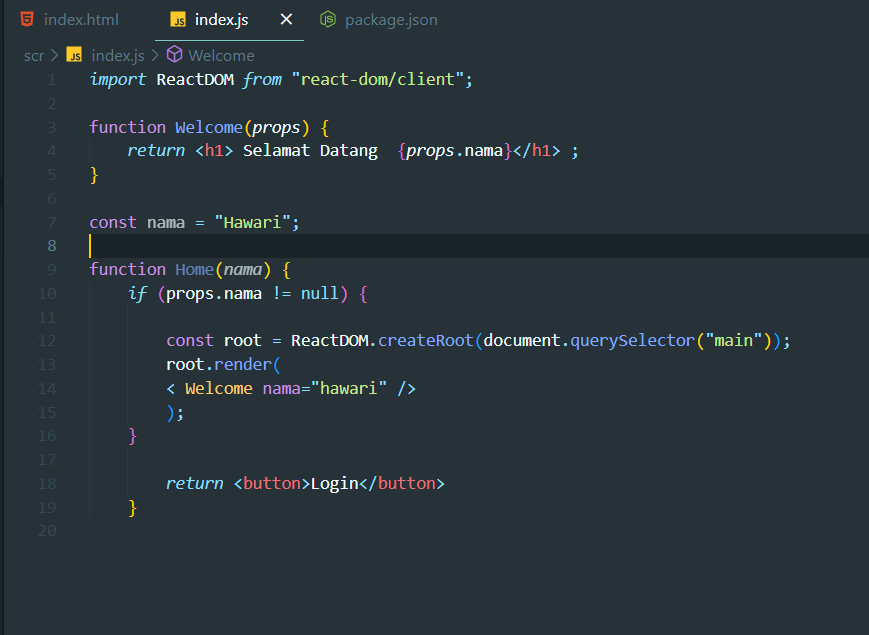 index.html JS index.js × JS package.json
scr > JS index.js > Welcome
1 import ReactDOM from "react-dom/client";
2
3 function Welcome(props) {
4 return <h1> Selamat Datang  {props.nama}</h1> ;
5 }
6
7 const nama = "Hawari";
8
9 function Home(nama) {
10 if (props.nama != null) {
11
12 const root = ReactDOM.createRoot(document.querySelector("main"));
13 root.render(
14 < Welcome nama="hawari" />
15 );
16 }
17
18 return <button>Login</button>
19 }
20